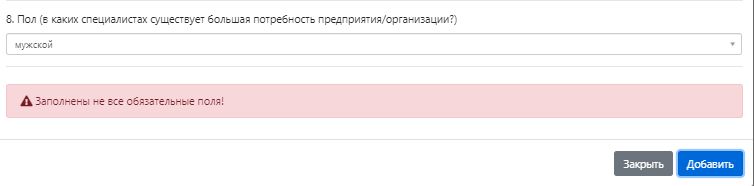 8. Пол (в каких специалистах существует большая потребность предприятия/организации?)
мужской
Заполнены не все обязательные поля!
Закрыть
Добавить